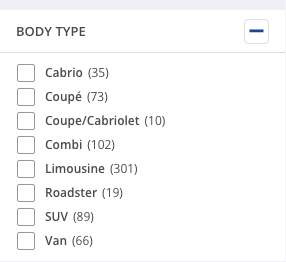 BODY TYPE
Cabrio (35)
Coupé (73)
Coupe/Cabriolet (10)
Combi (102)
Limousine (301)
Roadster (19)
SUV (89)
Van (66)